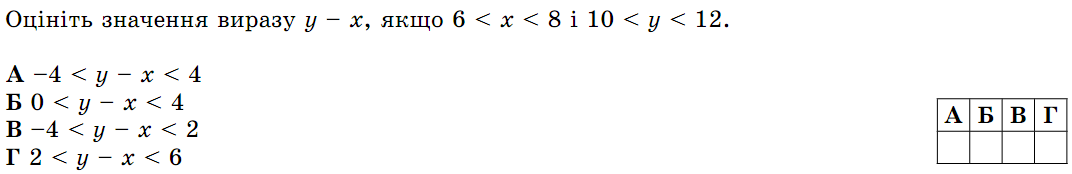 Оцініть значення виразу y − x, якщо 6 < x < 8 і 10 < y < 12.
А −4 < y − x < 4
Б 0 < y − x < 4
В −4 < y − x < 2
Г 2 < y − x < 6
А Б В Г